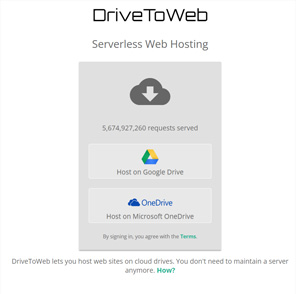 DriveToWeb
Serverless Web Hosting
5,674,927,260 requests served
Host on Google Drive
OneDrive
Host on Microsoft OneDrive
By signing in, you agree with the Terms.
DriveToWeb lets you host web sites on cloud drives. You don't need to maintain a server
anymore. How?